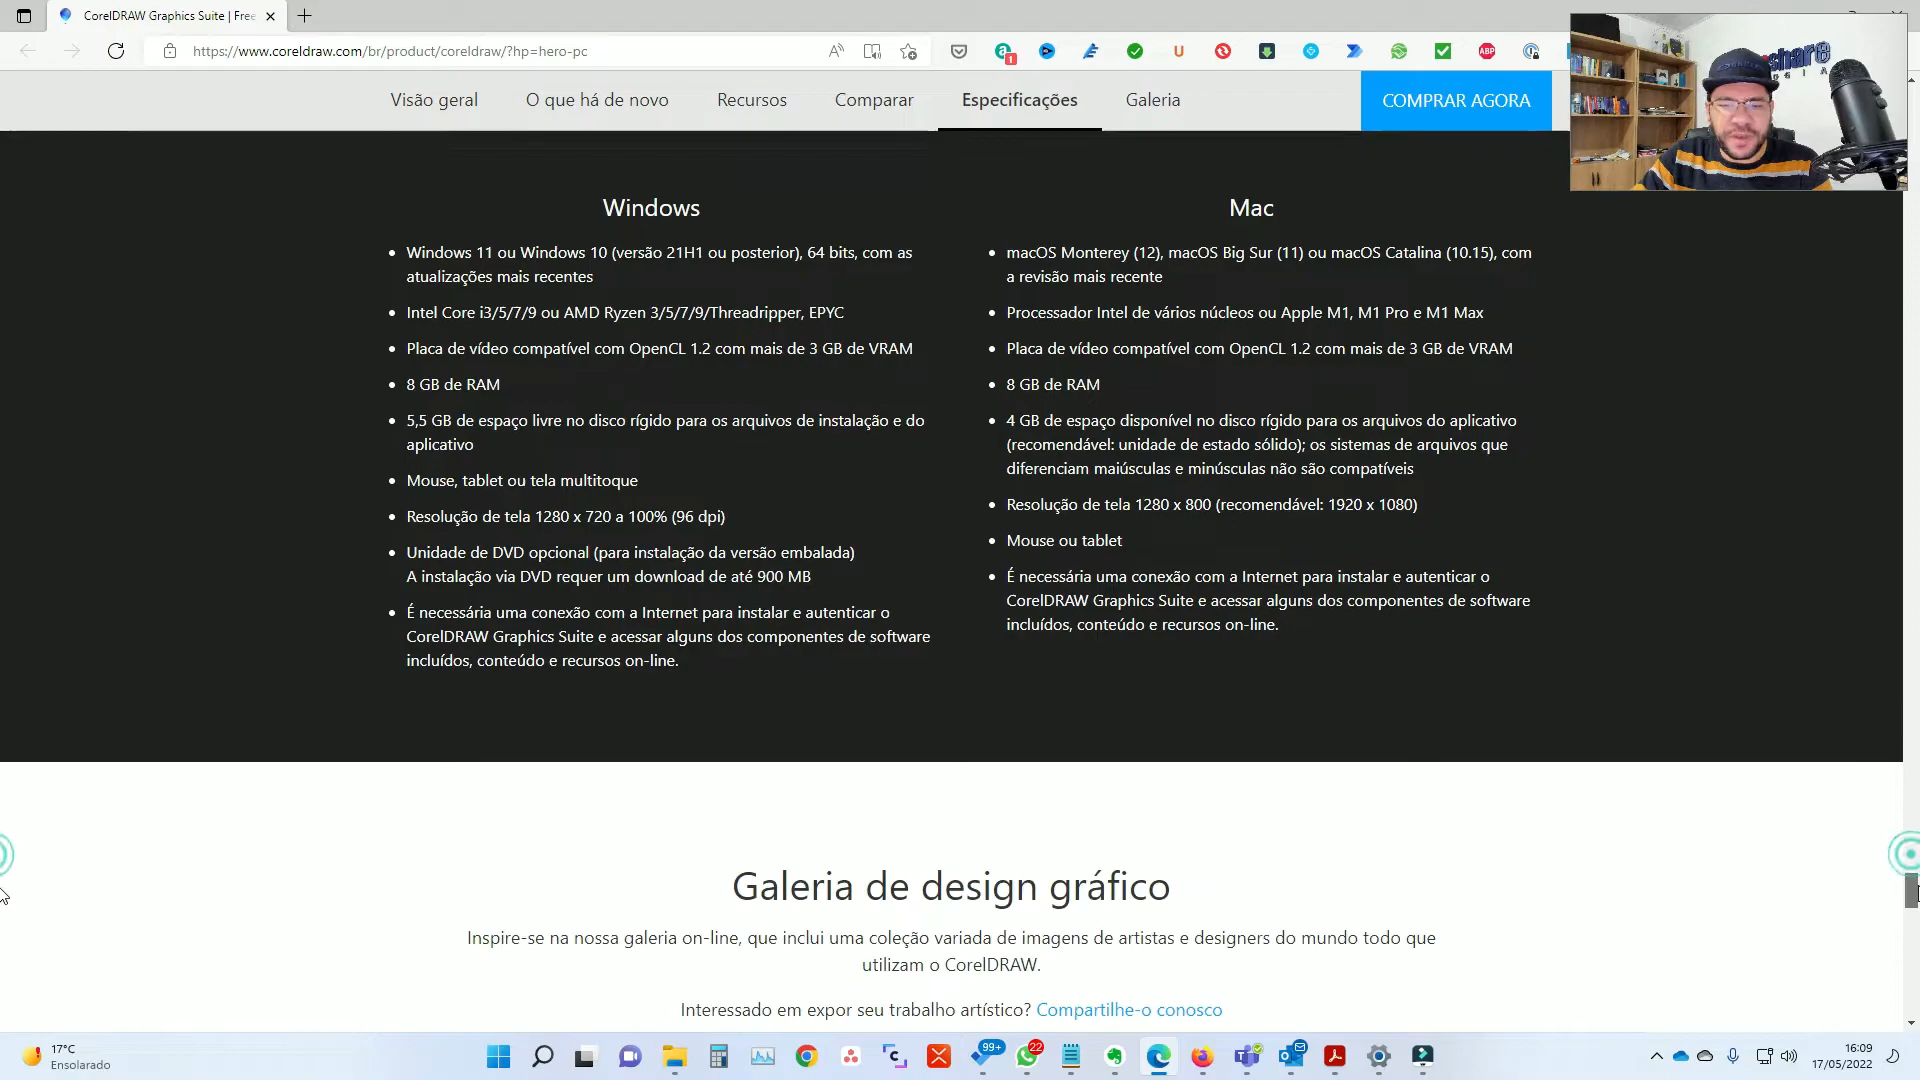 CorelDRAW Graphics Suite | Free
https://www.coreldraw.com/br/product/coreldraw/?hp=hero-pc
Visão geral
O que há de novo
Recursos
Comparar
Especificações
Galeria
COMPRAR AGORA
share
Windows
Windows 11 ou Windows 10 (versão 21H1 ou posterior), 64 bits, com as
atualizações mais recentes
Intel Core i3/5/7/9 ou AMD Ryzen 3/5/7/9/Threadripper, EPYC
Placa de vídeo compatível com OpenCL 1.2 com mais de 3 GB de VRAM
8 GB de RAM
5,5 GB de espaço livre no disco rígido para os arquivos de instalação e do
aplicativo
Mouse, tablet ou tela multitoque
Resolução de tela 1280 x 720 a 100% (96 dpi)
Unidade de DVD opcional (para instalação da versão embalada)
A instalação via DVD requer um download de até 900 MB
É necessária uma conexão com a Internet para instalar e autenticar o
CorelDRAW Graphics Suite e acessar alguns dos componentes de software
incluídos, conteúdo e recursos on-line.
Mac
macOS Monterey (12), macOS Big Sur (11) ou macOS Catalina (10.15), com
a revisão mais recente
Processador Intel de vários núcleos ou Apple M1, M1 Pro e M1 Max
Placa de vídeo compatível com OpenCL 1.2 com mais de 3 GB de VRAM
8 GB de RAM
4 GB de espaço disponível no disco rígido para os arquivos do aplicativo
(recomendável: unidade de estado sólido); os sistemas de arquivos que
diferenciam maiúsculas e minúsculas não são compatíveis
Resolução de tela 1280 x 800 (recomendável: 1920 x 1080)
Mouse ou tablet
É necessária uma conexão com a Internet para instalar e autenticar o
CorelDRAW Graphics Suite e acessar alguns dos componentes de software
incluídos, conteúdo e recursos on-line.
Galeria de design gráfico
Inspire-se na nossa galeria on-line, que inclui uma coleção variada de imagens de artistas e designers do mundo todo que
utilizam o CorelDRAW.
Interessado em expor seu trabalho artístico? Compartilhe-o conosco
17°C
Ensolarado
99+
22
16:09
17/05/2022